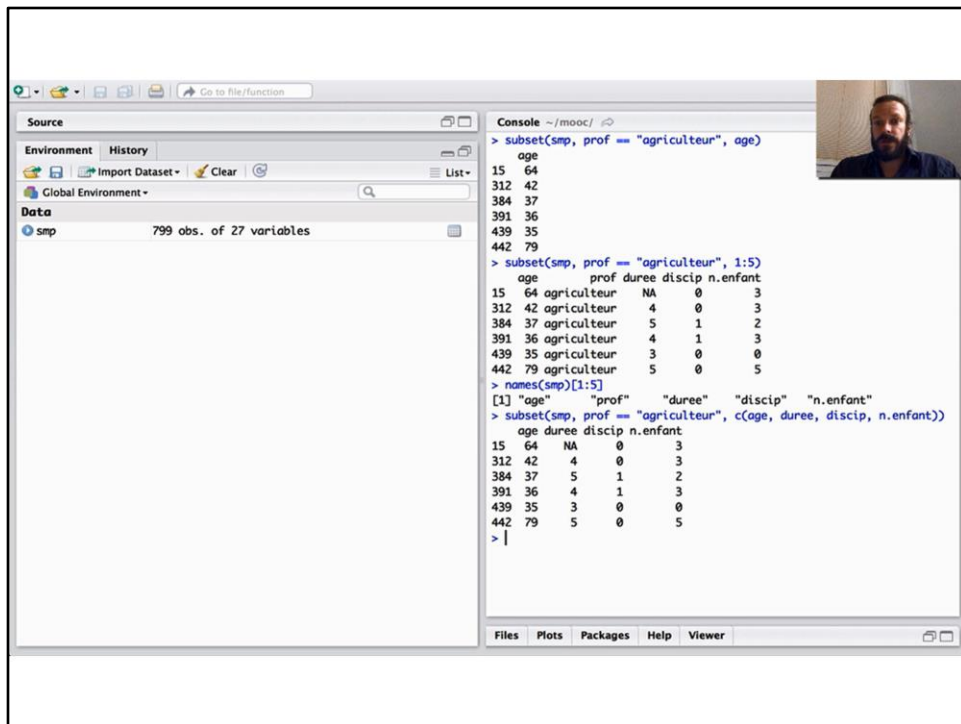 Go to file/function
Source
Environment History
Import Dataset Clear List
Global Environment
Data
smp 799 obs. of 27 variables
Console ~/mooc/
> subset(smp, prof == "agriculteur", age)
age
15 64
312 42
384 37
391 36
439 35
442 79
> subset(smp, prof == "agriculteur", 1:5)
age prof duree discip n.enfant
15 64 agriculteur NA 0 3
312 42 agriculteur 4 0 3
384 37 agriculteur 5 1 2
391 36 agriculteur 4 1 3
439 35 agriculteur 3 0 0
442 79 agriculteur 5 0 5
> names(smp)[1:5]
[1] "age" "prof" "duree" "discip" "n.enfant"
> subset(smp, prof == "agriculteur", c(age, duree, discip, n.enfant))
age duree discip n.enfant
15 64 NA 0 3
312 42 4 0 3
384 37 5 1 2
391 36 4 1 3
439 35 3 0 0
442 79 5 0 5
>
Files Plots Packages Help Viewer